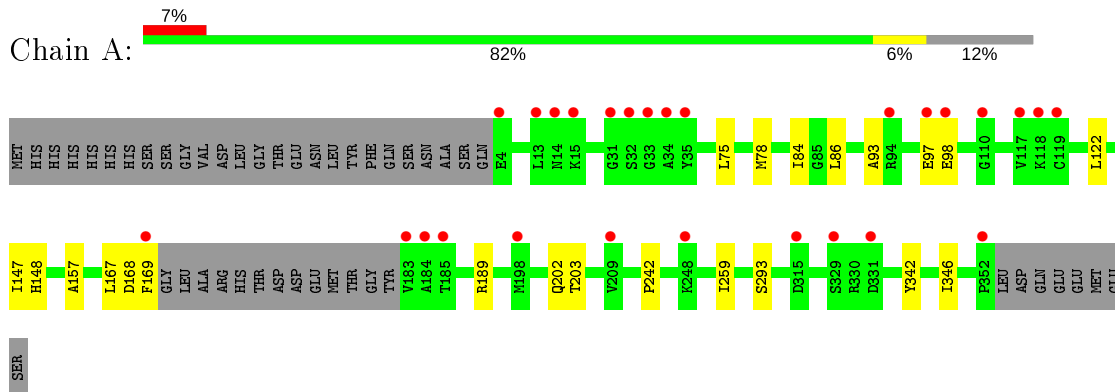 7%
Chain A:
82% 6% 12%
MET HIS HIS HIS HIS HIS HIS SER SER GLY VAL ASP LEU GLY THR GLU ASN LEU TYR PHE GLN SER ASN ALA SER GLN E4 L13 N14 K15 G31 S32 G33 A34 Y35 L75 M78 I84 G85 L86 A93 R94 E97 E98 G110 V117 K118 C119 L122
I147 H148 A157 L167 D168 F169 GLY LEU ALA ARG HIS THR ASP ASP GLU MET THR GLY TYR V183 A184 T185 R189 M198 Q202 T203 V209 P242 K248 I259 S293 D315 S329 R330 D331 Y342 I346 P352 LEU ASP GLN GLU GLU MET GLU
SER